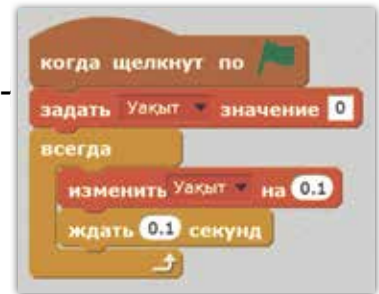 когда щелкнут по
задать Уақыт значение 0
всегда
изменить Уақыт на 0.1
ждать 0.1 секунд